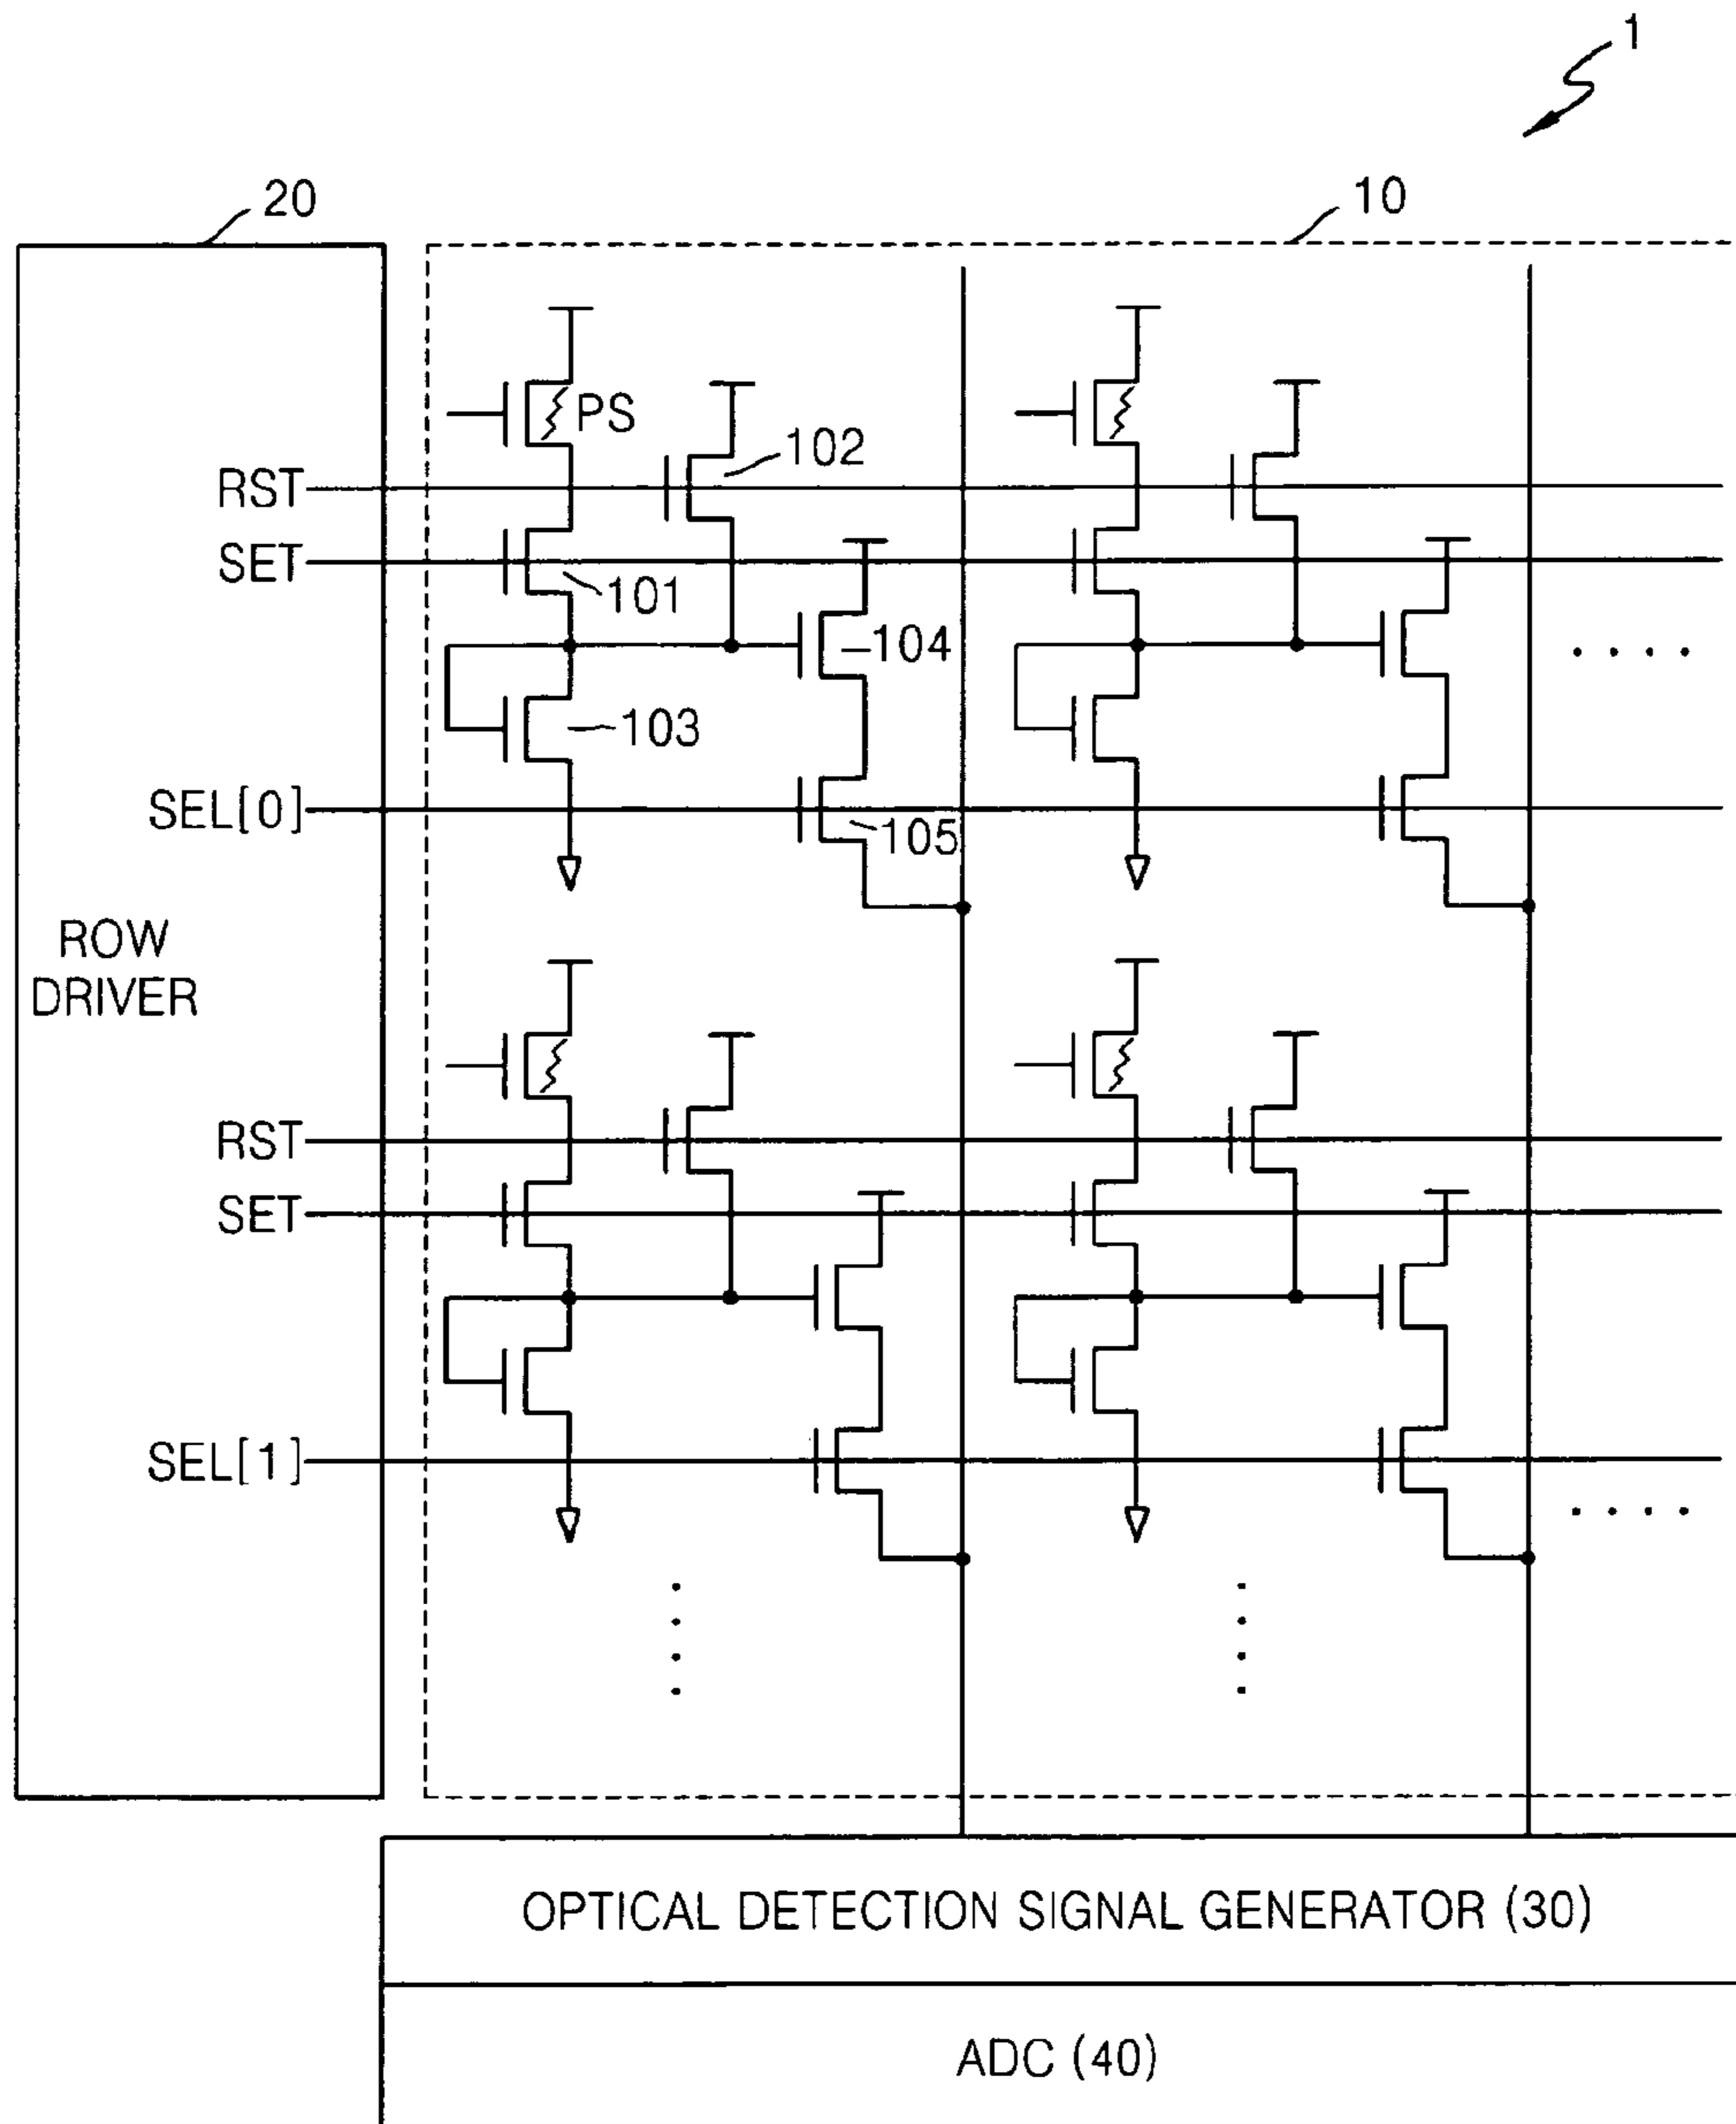 1
20
10
PS
102
RST
SET
101
104
103
SEL[0]
105
ROW
DRIVER
RST
SET
SEL[1]
OPTICAL DETECTION SIGNAL GENERATOR (30)
ADC (40)